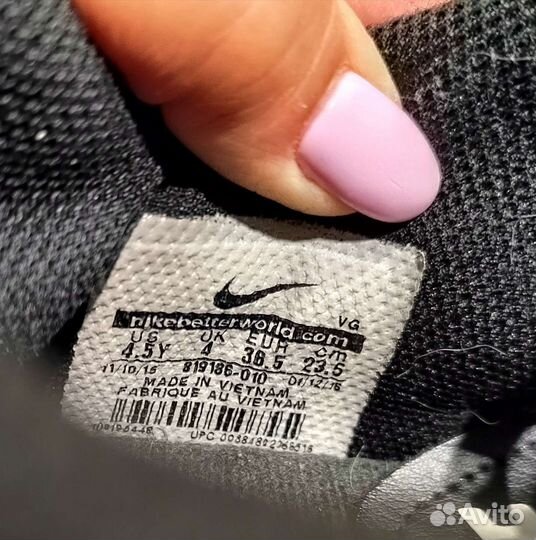 VG
nikebetterworld.com
US UK EUR cm
4.5Y 4 36.5 23.5
11/10/15 819186-010 01/12/16
MADE IN VIETNAM
FABRIQUE AU VIETNAM
UPC
Avito